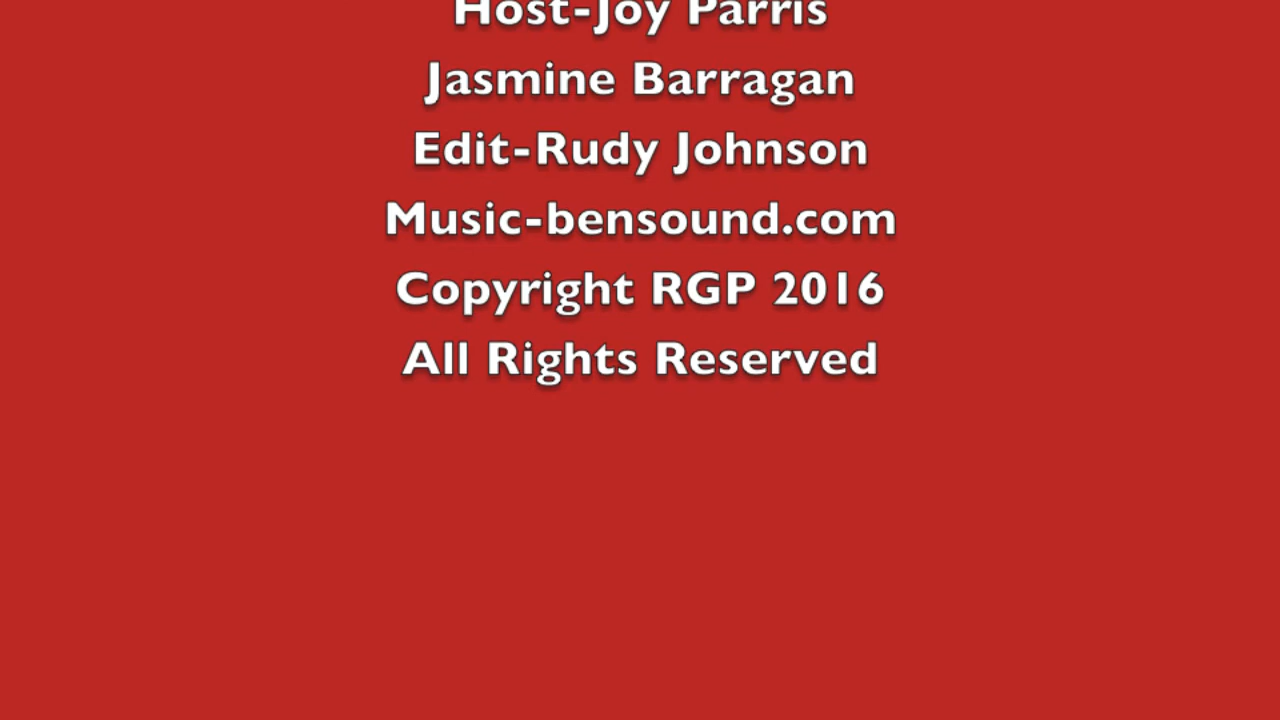 Host-Joy Parris
Jasmine Barragan
Edit-Rudy Johnson
Music-bensound.com
Copyright RGP 2016
All Rights Reserved